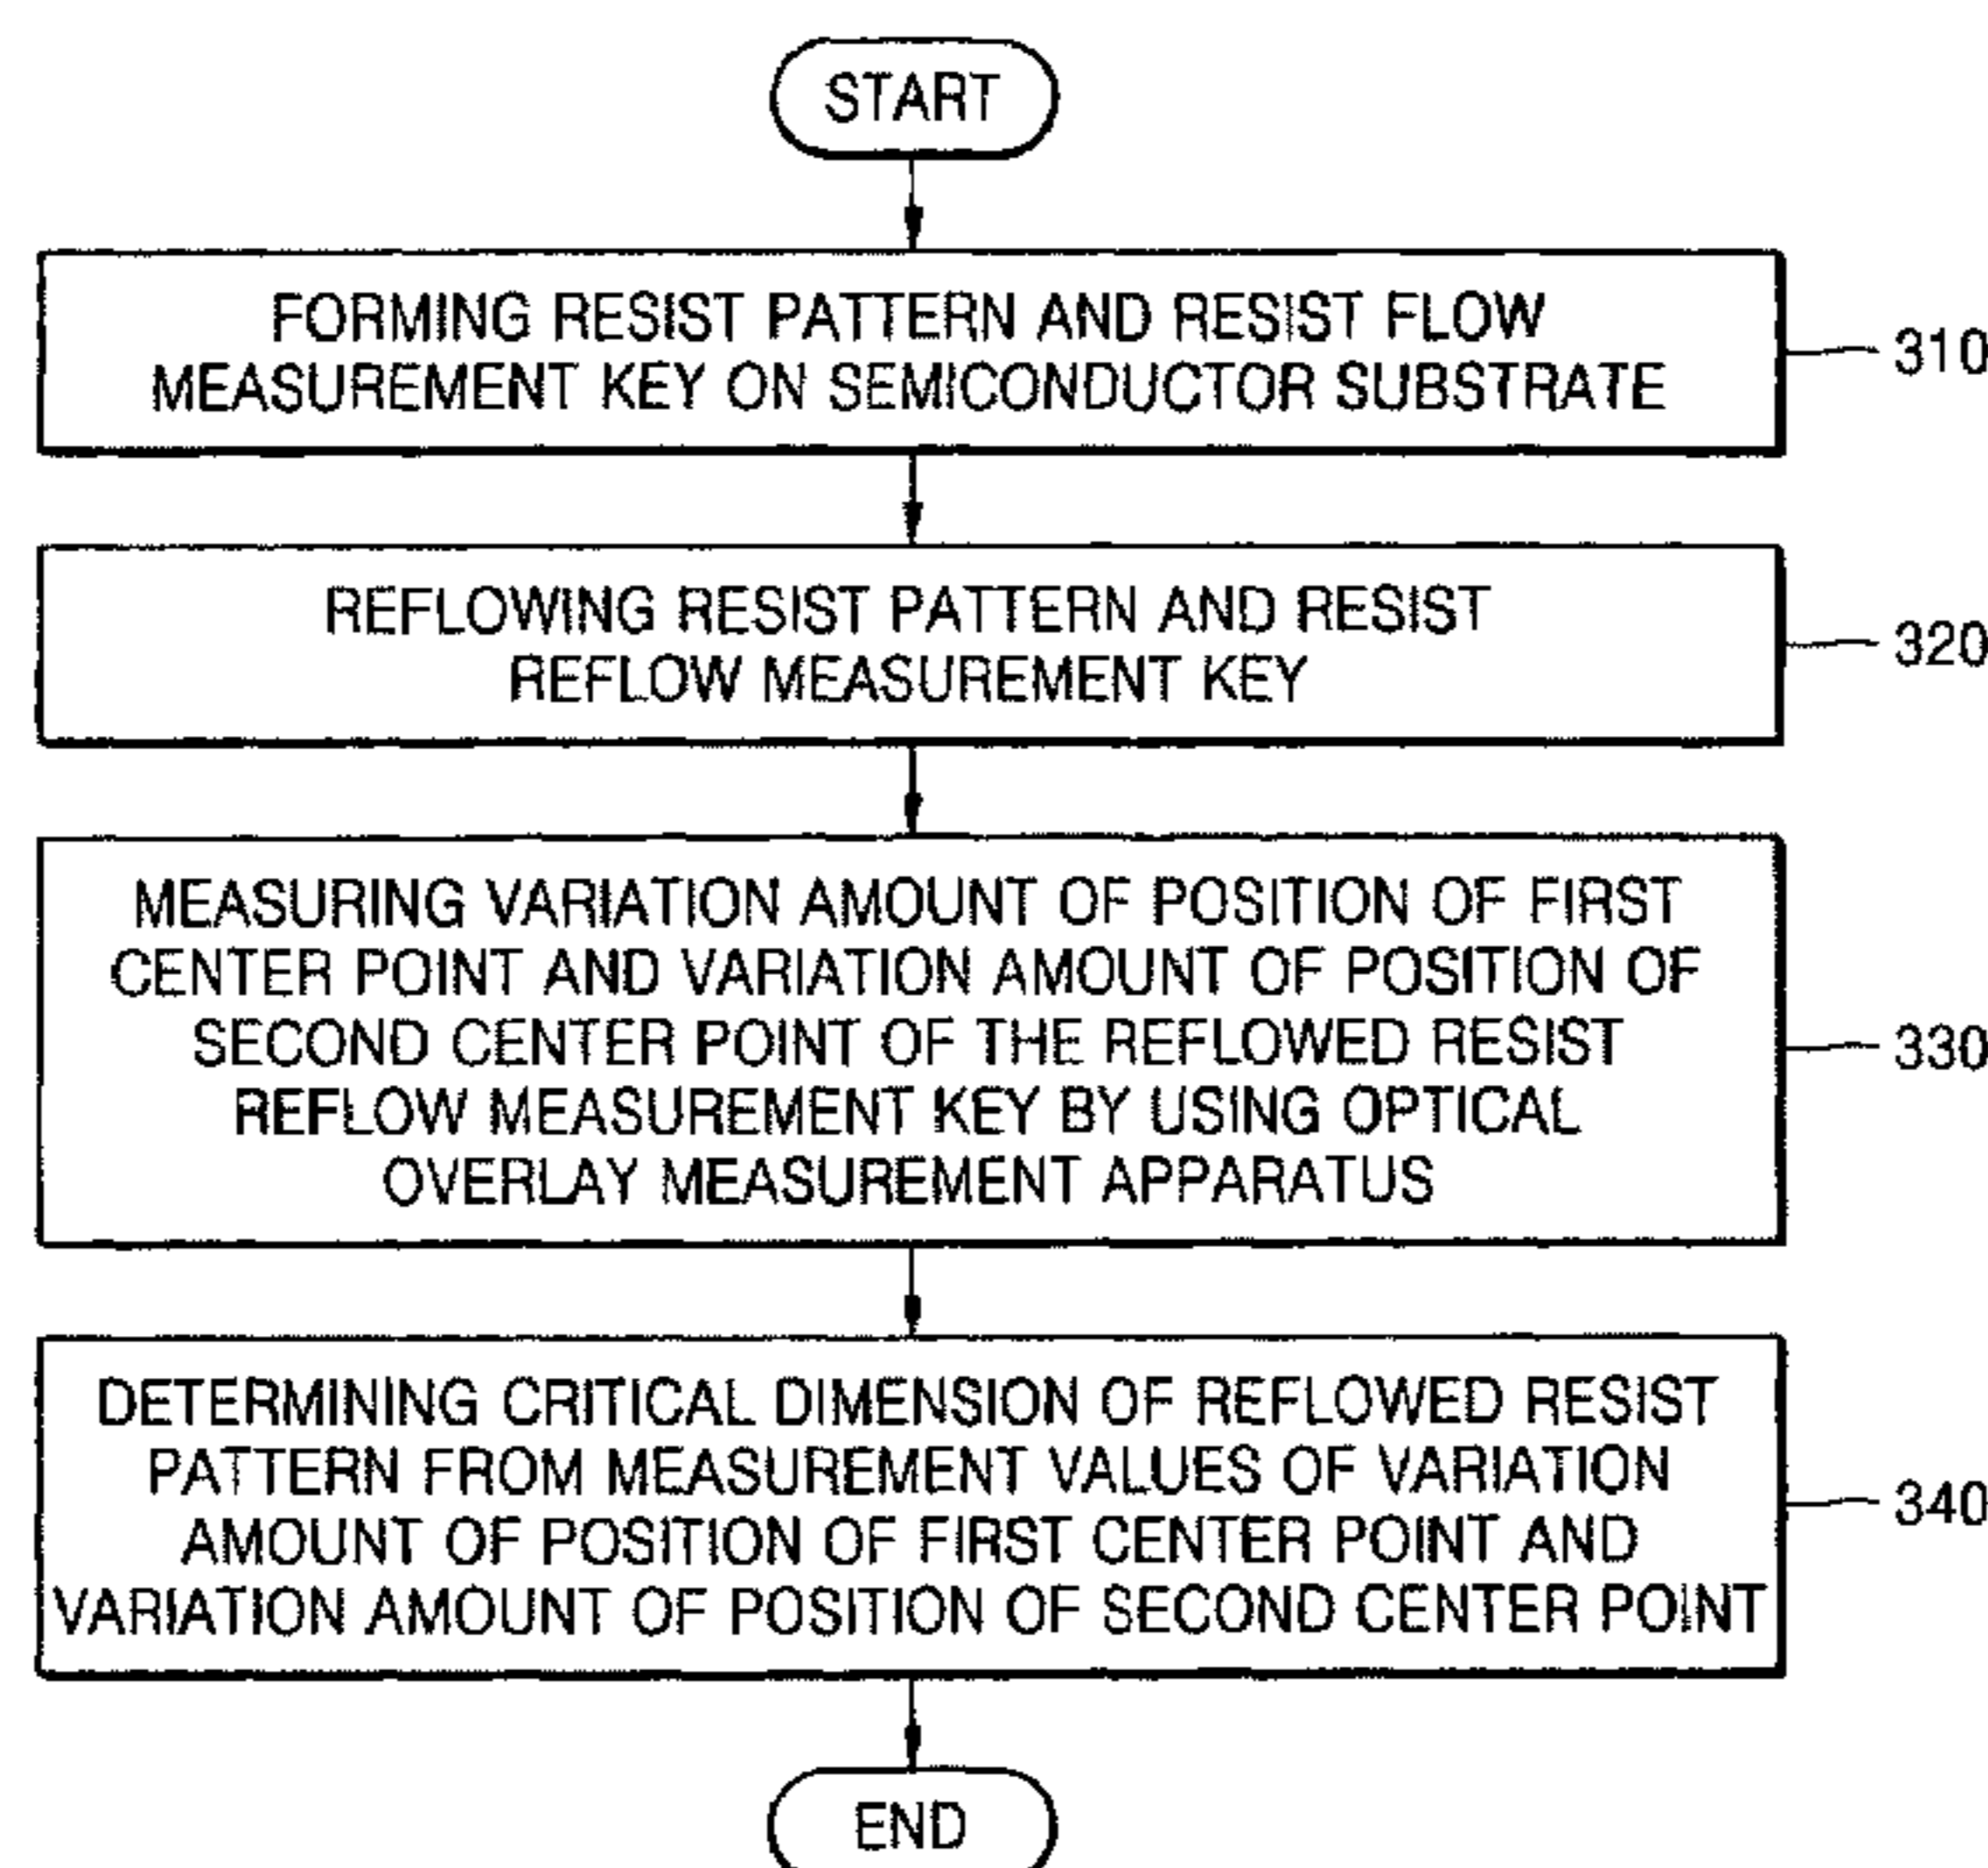 START
FORMING RESIST PATTERN AND RESIST FLOW
MEASUREMENT KEY ON SEMICONDUCTOR SUBSTRATE
310
REFLOWING RESIST PATTERN AND RESIST
REFLOW MEASUREMENT KEY
320
MEASURING VARIATION AMOUNT OF POSITION OF FIRST
CENTER POINT AND VARIATION AMOUNT OF POSITION OF
SECOND CENTER POINT OF THE REFLOWED RESIST
REFLOW MEASUREMENT KEY BY USING OPTICAL
OVERLAY MEASUREMENT APPARATUS
330
DETERMINING CRITICAL DIMENSION OF REFLOWED RESIST
PATTERN FROM MEASUREMENT VALUES OF VARIATION
AMOUNT OF POSITION OF FIRST CENTER POINT AND
VARIATION AMOUNT OF POSITION OF SECOND CENTER POINT
340
END